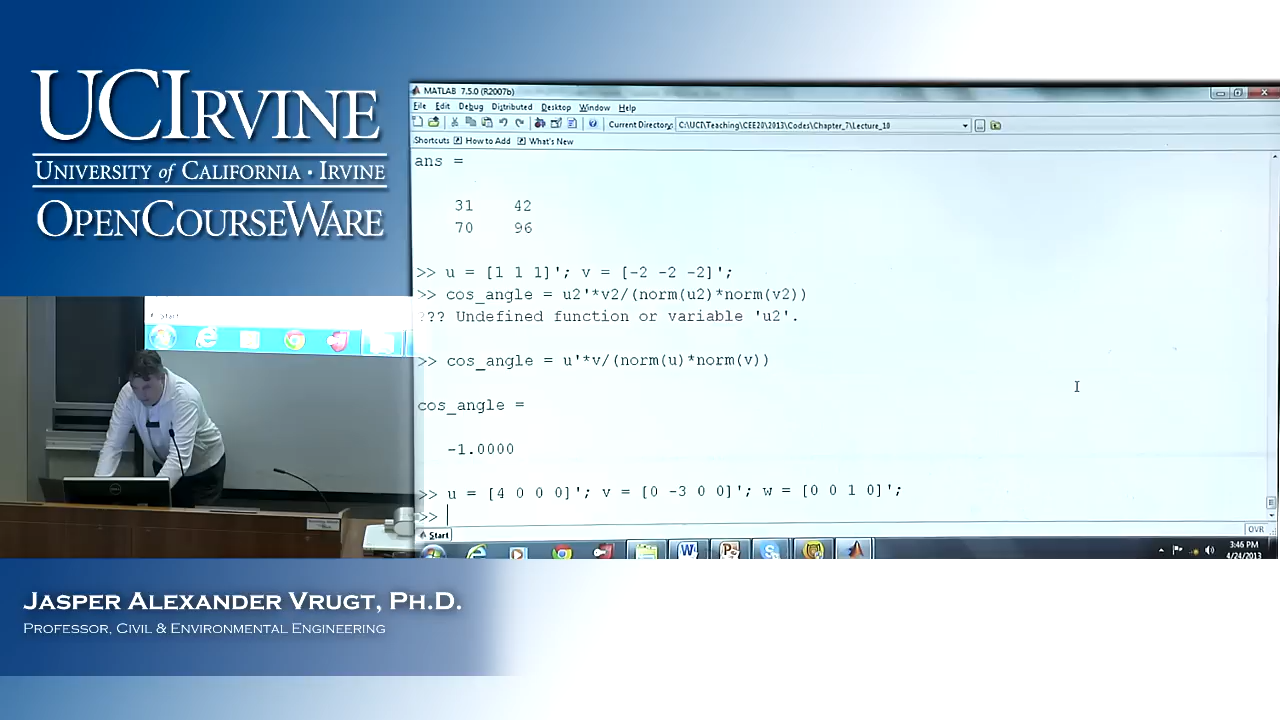 UCIRVINE
UNIVERSITY of CALIFORNIA · IRVINE
OPENCOURSEWARE
MATLAB 7.5.0 (R2007b)
File Edit Debug Distributed Desktop Window Help
Current Directory: C:\UCI\Teaching\CEE20\2013\Codes\Chapter_7\Lecture_10
Shortcuts How to Add What's New
ans =
31 42
70 96
>> u = [1 1 1]'; v = [-2 -2 -2]';
>> cos_angle = u2'*v2/(norm(u2)*norm(v2))
??? Undefined function or variable 'u2'.
>> cos_angle = u'*v/(norm(u)*norm(v))
cos_angle =
-1.0000
>> u = [4 0 0 0]'; v = [0 -3 0 0]'; w = [0 0 1 0]';
>>
Start
OVR
3:46 PM
4/24/2013
Start
JASPER ALEXANDER VRUGT, PH.D.
PROFESSOR, CIVIL & ENVIRONMENTAL ENGINEERING